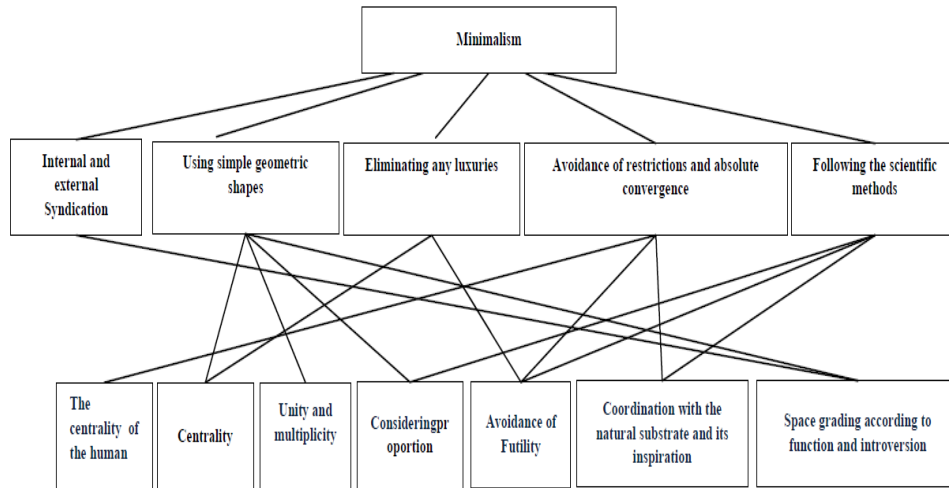 Minimalism
Internal and
external
Syndication
Using simple geometric
shapes
Eliminating any luxuries
Avoidance of restrictions and absolute
convergence
Following the scientific
methods
The
centrality of
the human
Centrality
Unity and
multiplicity
Consideringpr
oportion
Avoidance of
Futility
Coordination with the
natural substrate and its
inspiration
Space grading according to
function and introversion